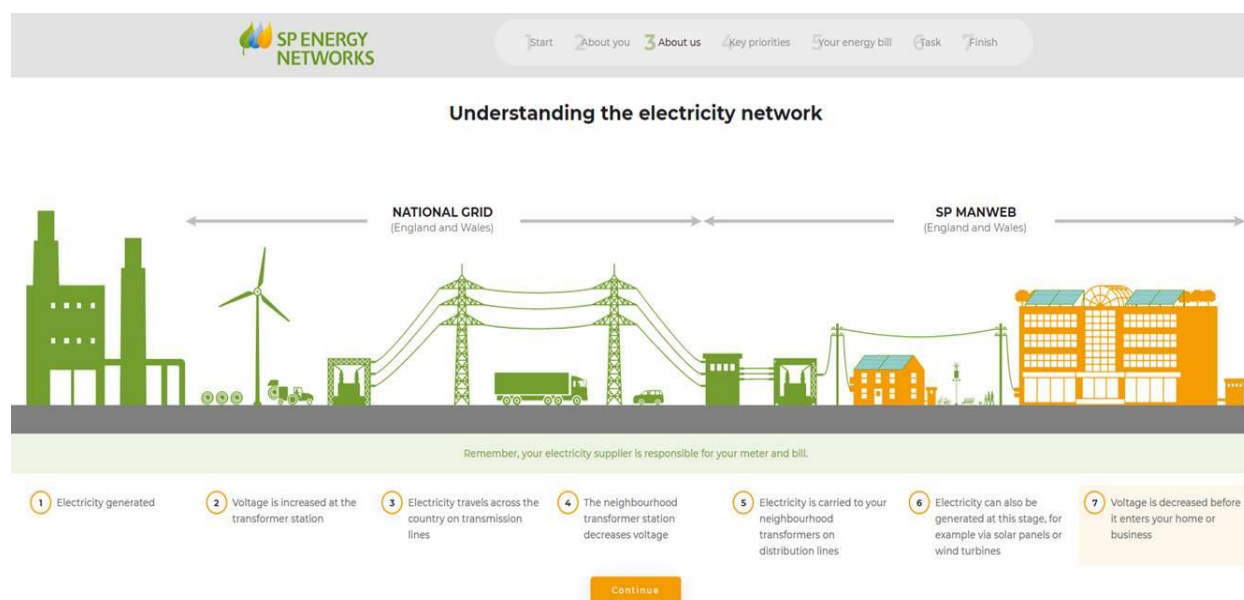 SP ENERGY
NETWORKS
1 Start 2 About you 3 About us 4 Key priorities 5 Your energy bill 6 Task 7 Finish
Understanding the electricity network
NATIONAL GRID
(England and Wales)
SP MANWEB
(England and Wales)
Remember, your electricity supplier is responsible for your meter and bill.
1 Electricity generated
2 Voltage is increased at the
transformer station
3 Electricity travels across the
country on transmission
lines
4 The neighbourhood
transformer station
decreases voltage
5 Electricity is carried to your
neighbourhood
transformers on
distribution lines
6 Electricity can also be
generated at this stage, for
example via solar panels or
wind turbines
7 Voltage is decreased before
it enters your home or
business
Continue